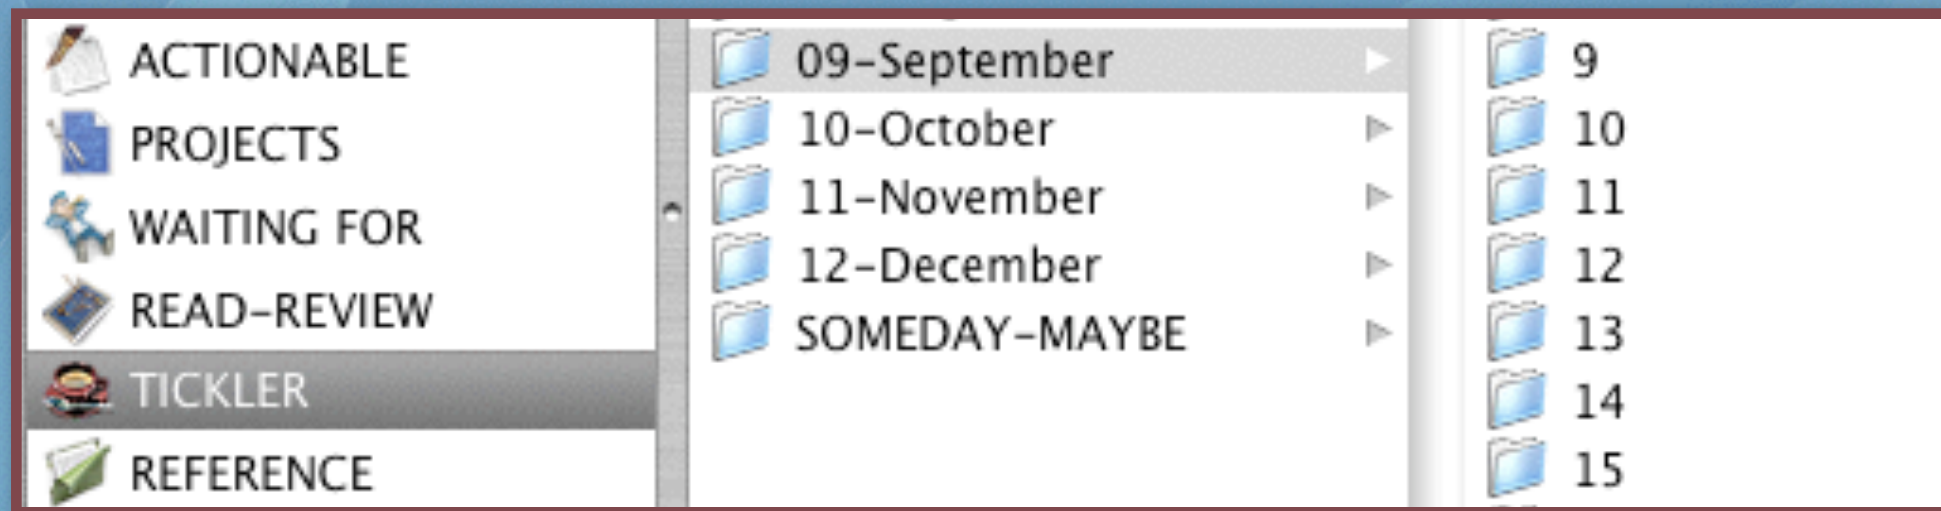 ACTIONABLE
PROJECTS
WAITING FOR
READ-REVIEW
TICKLER
REFERENCE
09-September
10-October
11-November
12-December
SOMEDAY-MAYBE
9
10
11
12
13
14
15